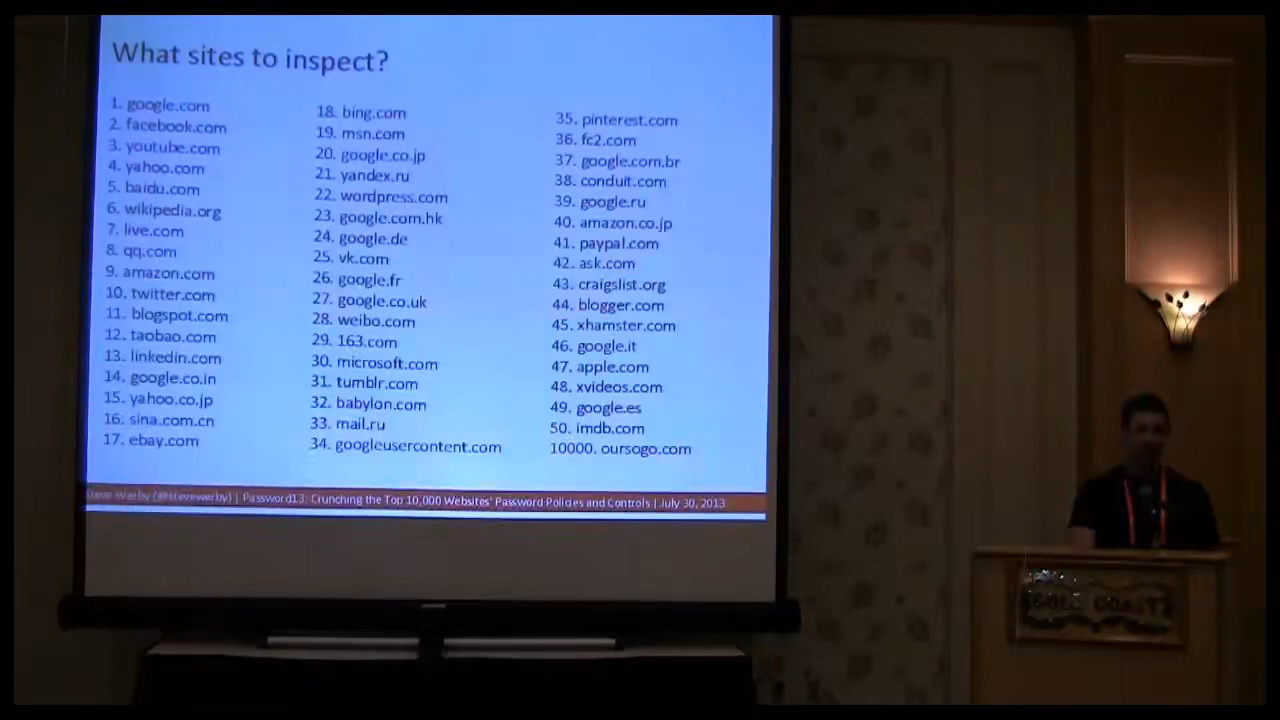 What sites to inspect?
1. google.com
2. facebook.com
3. youtube.com
4. yahoo.com
5. baidu.com
6. wikipedia.org
7. live.com
8. qq.com
9. amazon.com
10. twitter.com
11. blogspot.com
12. taobao.com
13. linkedin.com
14. google.co.in
15. yahoo.co.jp
16. sina.com.cn
17. ebay.com
18. bing.com
19. msn.com
20. google.co.jp
21. yandex.ru
22. wordpress.com
23. google.com.hk
24. google.de
25. vk.com
26. google.fr
27. google.co.uk
28. weibo.com
29. 163.com
30. microsoft.com
31. tumblr.com
32. babylon.com
33. mail.ru
34. googleusercontent.com
35. pinterest.com
36. fc2.com
37. google.com.br
38. conduit.com
39. google.ru
40. amazon.co.jp
41. paypal.com
42. ask.com
43. craigslist.org
44. blogger.com
45. xhamster.com
46. google.it
47. apple.com
48. xvideos.com
49. google.es
50. imdb.com
10000. oursogo.com
Steve Werby (@stevewerby) | Password13: Crunching the Top 10,000 Websites' Password Policies and Controls | July 30, 2013